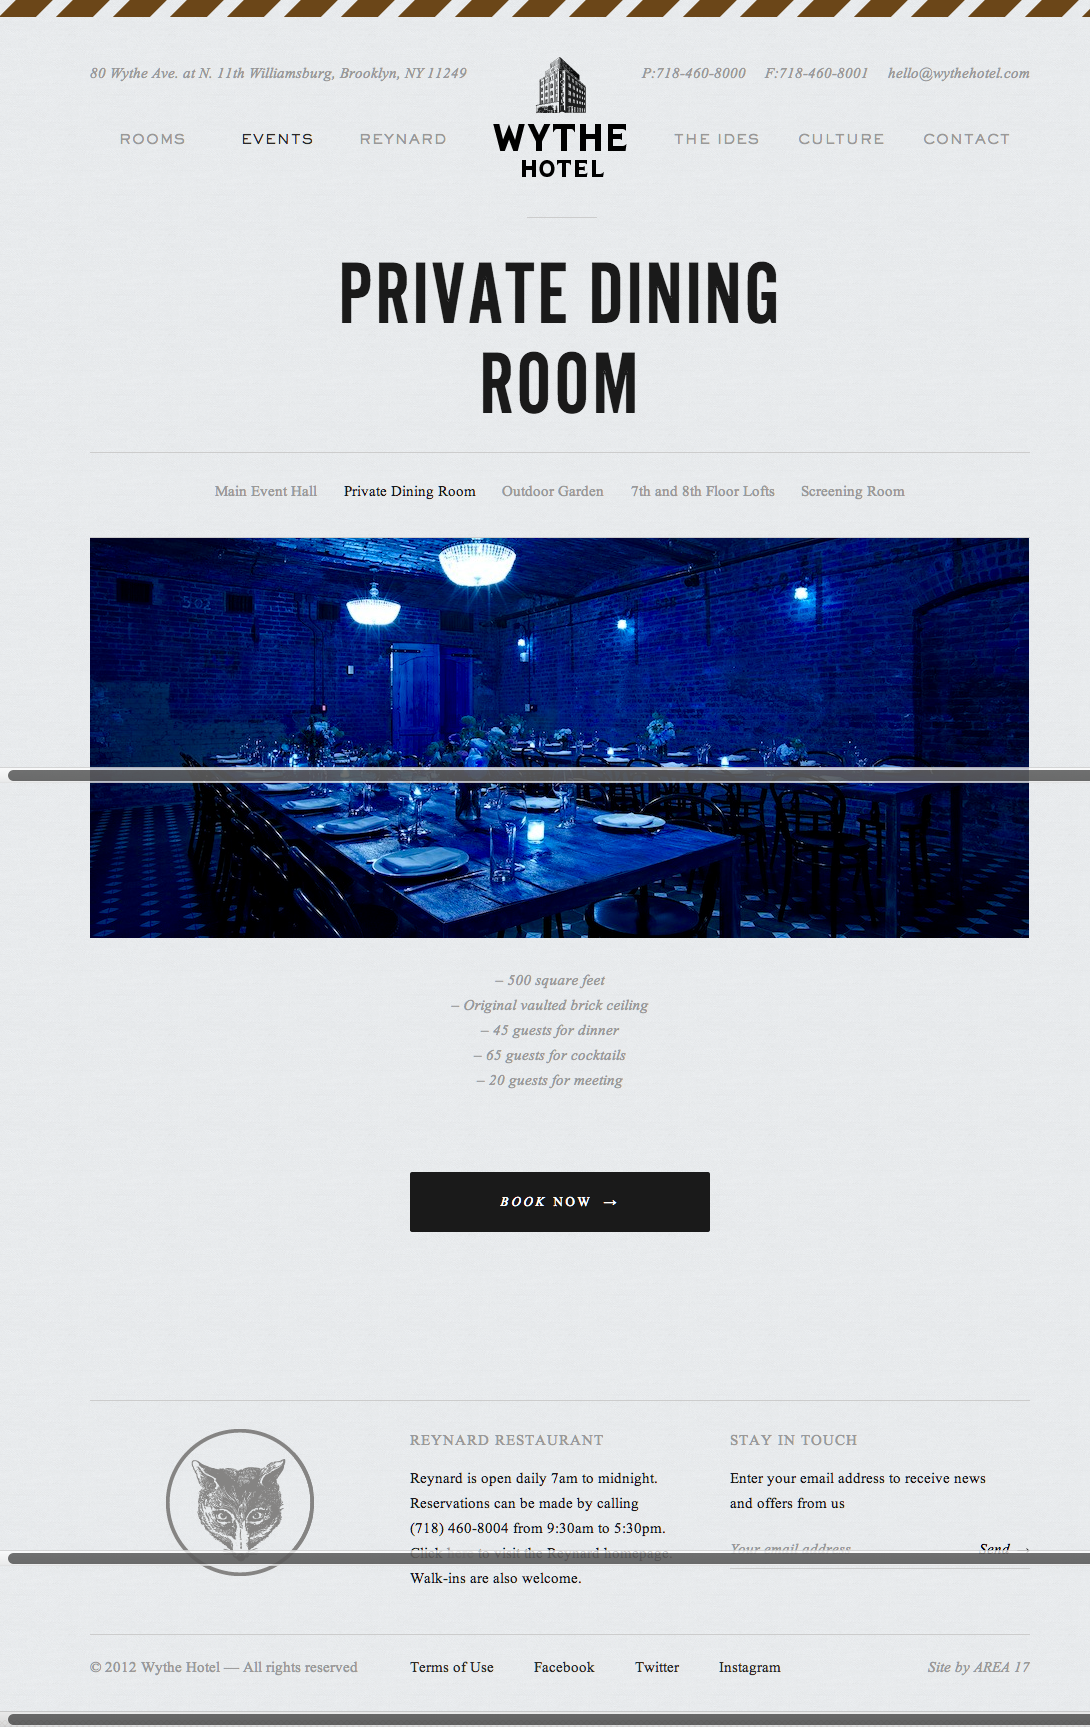 80 Wythe Ave. at N. 11th Williamsburg, Brooklyn, NY 11249
P:718-460-8000 F:718-460-8001 hello@wythehotel.com
ROOMS EVENTS REYNARD
WYTHE
HOTEL
THE IDES CULTURE CONTACT
PRIVATE DINING
ROOM
Main Event Hall Private Dining Room Outdoor Garden 7th and 8th Floor Lofts Screening Room
502
– 500 square feet
– Original vaulted brick ceiling
– 45 guests for dinner
– 65 guests for cocktails
– 20 guests for meeting
BOOK NOW →
REYNARD RESTAURANT
Reynard is open daily 7am to midnight.
Reservations can be made by calling
(718) 460-8004 from 9:30am to 5:30pm.
Click here to visit the Reynard homepage.
Walk-ins are also welcome.
STAY IN TOUCH
Enter your email address to receive news
and offers from us
Your email address Send →
© 2012 Wythe Hotel — All rights reserved
Terms of Use Facebook Twitter Instagram
Site by AREA 17